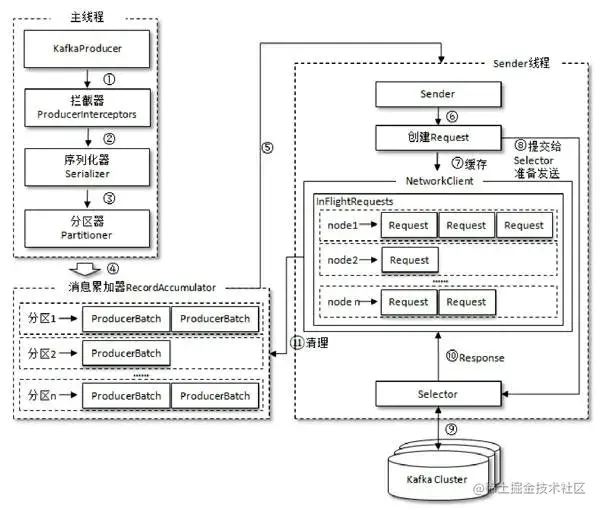 主线程
KafkaProducer
①
拦截器
ProducerInterceptors
②
序列化器
Serializer
③
分区器
Partitioner
④
消息累加器RecordAccumulator
分区1
ProducerBatch
ProducerBatch
分区2
ProducerBatch
……
分区n
ProducerBatch
ProducerBatch
⑤
Sender线程
Sender
⑥
创建Request
⑦缓存
⑧提交给
Selector
准备发送
NetworkClient
InFlightRequests
node1
Request
Request
Request
node2
Request
……
node n
Request
Request
⑪清理
⑩Response
Selector
⑨
Kafka Cluster
@稀土掘金技术社区